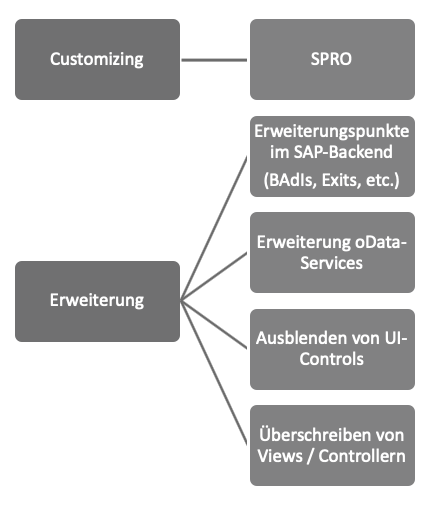 Customizing
SPRO
Erweiterung
Erweiterungspunkte
im SAP-Backend
(BAdIs, Exits, etc.)
Erweiterung oData-
Services
Ausblenden von UI-
Controls
Überschreiben von
Views / Controllern